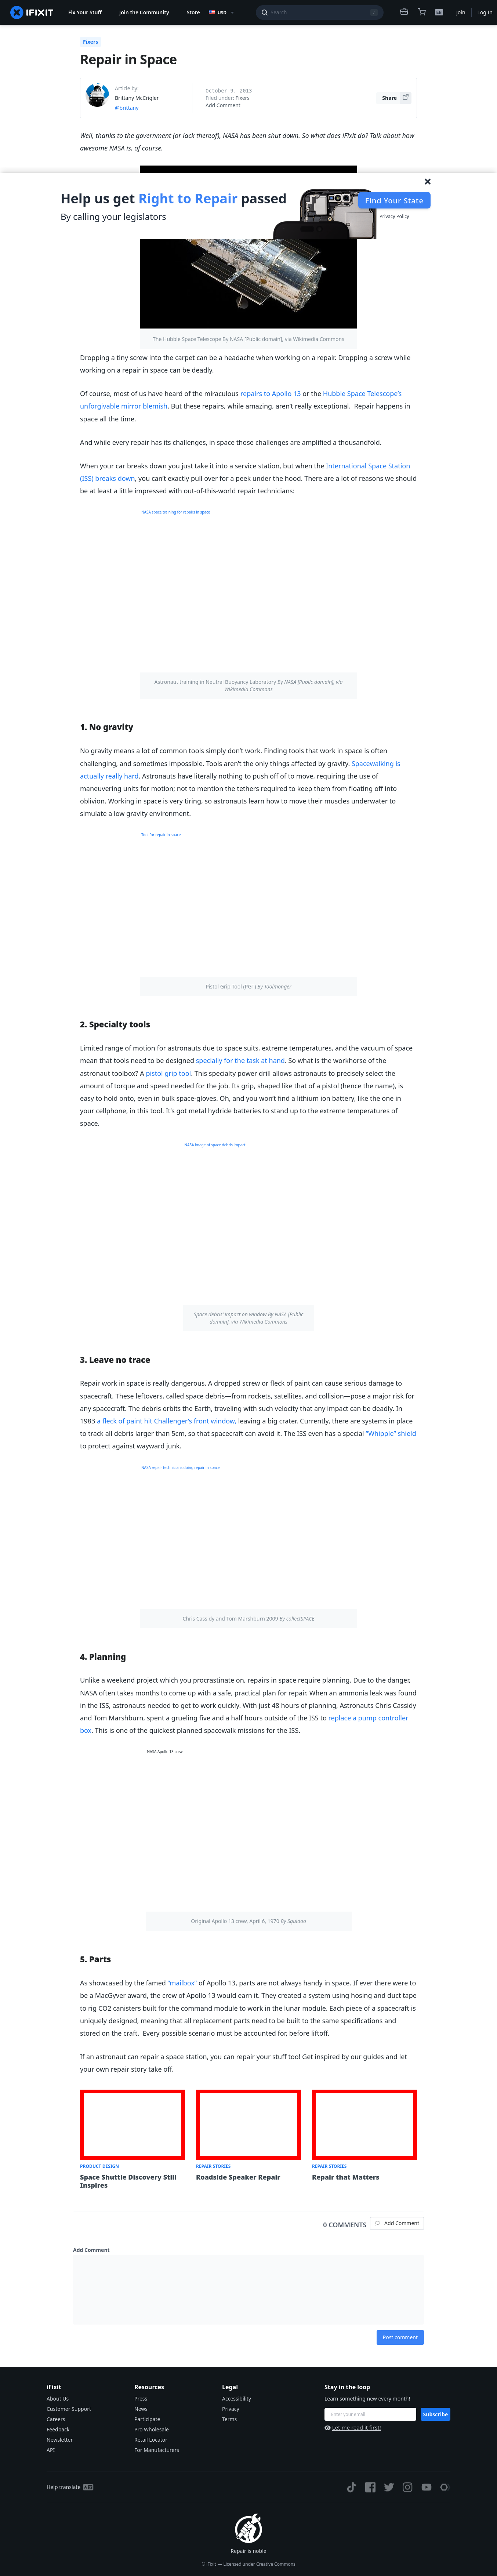 IFIXIT
Fix Your Stuff
Join the Community
Store
USD
Search
/
EN
Join
Log In
Fixers
Repair in Space
Article by:
Brittany McCrigler
@brittany
October 9, 2013
Filed under: Fixers
Add Comment
Share
Well, thanks to the government (or lack thereof), NASA has been shut down. So what does iFixit do? Talk about how
awesome NASA is, of course.
Help us get Right to Repair passed
By calling your legislators
Find Your State
Privacy Policy
The Hubble Space Telescope By NASA [Public domain], via Wikimedia Commons
Dropping a tiny screw into the carpet can be a headache when working on a repair. Dropping a screw while
working on a repair in space can be deadly.
Of course, most of us have heard of the miraculous repairs to Apollo 13 or the Hubble Space Telescope's
unforgivable mirror blemish. But these repairs, while amazing, aren't really exceptional. Repair happens in
space all the time.
And while every repair has its challenges, in space those challenges are amplified a thousandfold.
When your car breaks down you just take it into a service station, but when the International Space Station
(ISS) breaks down, you can't exactly pull over for a peek under the hood. There are a lot of reasons we should
be at least a little impressed with out-of-this-world repair technicians:
NASA space training for repairs in space
Astronaut training in Neutral Buoyancy Laboratory By NASA [Public domain], via
Wikimedia Commons
1. No gravity
No gravity means a lot of common tools simply don't work. Finding tools that work in space is often
challenging, and sometimes impossible. Tools aren't the only things affected by gravity. Spacewalking is
actually really hard. Astronauts have literally nothing to push off of to move, requiring the use of
maneuvering units for motion; not to mention the tethers required to keep them from floating off into
oblivion. Working in space is very tiring, so astronauts learn how to move their muscles underwater to
simulate a low gravity environment.
Tool for repair in space
Pistol Grip Tool (PGT) By Toolmonger
2. Specialty tools
Limited range of motion for astronauts due to space suits, extreme temperatures, and the vacuum of space
mean that tools need to be designed specially for the task at hand. So what is the workhorse of the
astronaut toolbox? A pistol grip tool. This specialty power drill allows astronauts to precisely select the
amount of torque and speed needed for the job. Its grip, shaped like that of a pistol (hence the name), is
easy to hold onto, even in bulk space-gloves. Oh, and you won't find a lithium ion battery, like the one in
your cellphone, in this tool. It's got metal hydride batteries to stand up to the extreme temperatures of
space.
NASA image of space debris impact
Space debris' impact on window By NASA [Public
domain], via Wikimedia Commons
3. Leave no trace
Repair work in space is really dangerous. A dropped screw or fleck of paint can cause serious damage to
spacecraft. These leftovers, called space debris—from rockets, satellites, and collision—pose a major risk for
any spacecraft. The debris orbits the Earth, traveling with such velocity that any impact can be deadly. In
1983 a fleck of paint hit Challenger's front window, leaving a big crater. Currently, there are systems in place
to track all debris larger than 5cm, so that spacecraft can avoid it. The ISS even has a special "Whipple" shield
to protect against wayward junk.
NASA repair technicians doing repair in space
Chris Cassidy and Tom Marshburn 2009 By collectSPACE
4. Planning
Unlike a weekend project which you procrastinate on, repairs in space require planning. Due to the danger,
NASA often takes months to come up with a safe, practical plan for repair. When an ammonia leak was found
in the ISS, astronauts needed to get to work quickly. With just 48 hours of planning, Astronauts Chris Cassidy
and Tom Marshburn, spent a grueling five and a half hours outside of the ISS to replace a pump controller
box. This is one of the quickest planned spacewalk missions for the ISS.
NASA Apollo 13 crew
Original Apollo 13 crew, April 6, 1970 By Squidoo
5. Parts
As showcased by the famed "mailbox" of Apollo 13, parts are not always handy in space. If ever there were to
be a MacGyver award, the crew of Apollo 13 would earn it. They created a system using hosing and duct tape
to rig CO2 canisters built for the command module to work in the lunar module. Each piece of a spacecraft is
uniquely designed, meaning that all replacement parts need to be built to the same specifications and
stored on the craft. Every possible scenario must be accounted for, before liftoff.
If an astronaut can repair a space station, you can repair your stuff too! Get inspired by our guides and let
your own repair story take off.
PRODUCT DESIGN
Space Shuttle Discovery Still
Inspires
REPAIR STORIES
Roadside Speaker Repair
REPAIR STORIES
Repair that Matters
0 COMMENTS
Add Comment
Add Comment
Post comment
iFixit
About Us
Customer Support
Careers
Feedback
Newsletter
API
Resources
Press
News
Participate
Pro Wholesale
Retail Locator
For Manufacturers
Legal
Accessibility
Privacy
Terms
Stay in the loop
Learn something new every month!
Enter your email
Subscribe
Let me read it first!
Help translate
Repair is noble
© iFixit — Licensed under Creative Commons